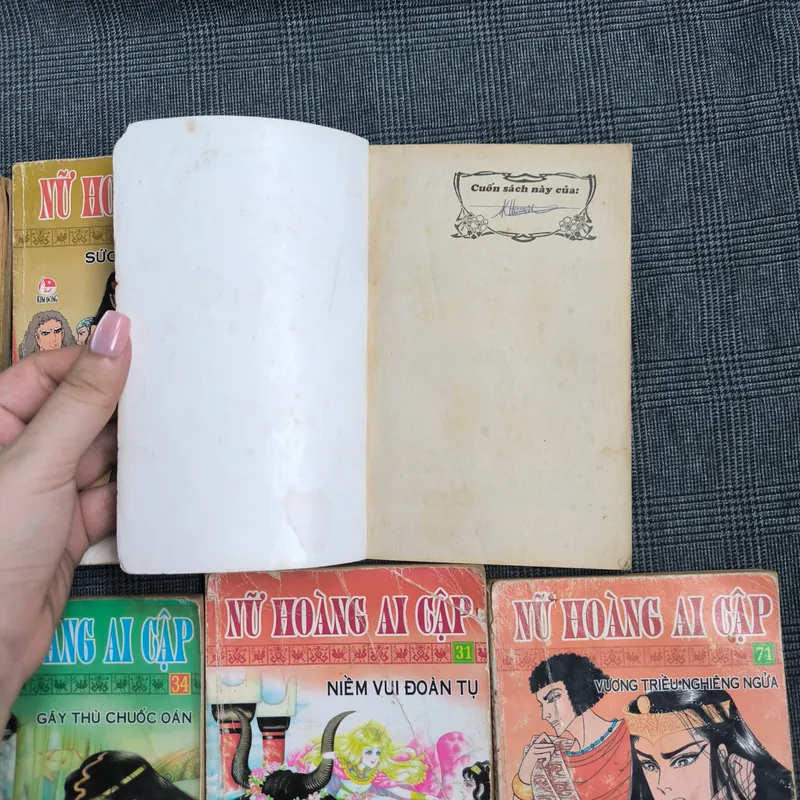 Cuốn sách này của:
NỮ HO
SỨC
KIM ĐỒNG
ANG AI CẬP
34
GÂY THÙ CHUỐC OÁN
NỮ HOÀNG AI CẬP
31
NIỀM VUI ĐOÀN TỤ
NỮ HOÀNG AI CẬP
71
VƯƠNG TRIỀU NGHIÊNG NGỬA